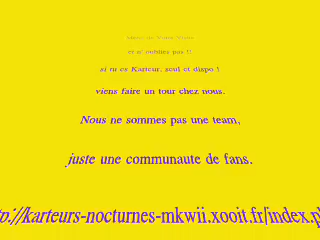 et n' oubliez pas !!
si tu es Karteur, seul et dispo !
viens faire un tour chez nous.
Nous ne sommes pas une team,
juste une communaute de fans.
tp://karteurs-nocturnes-mkwii.xooit.fr/index.p